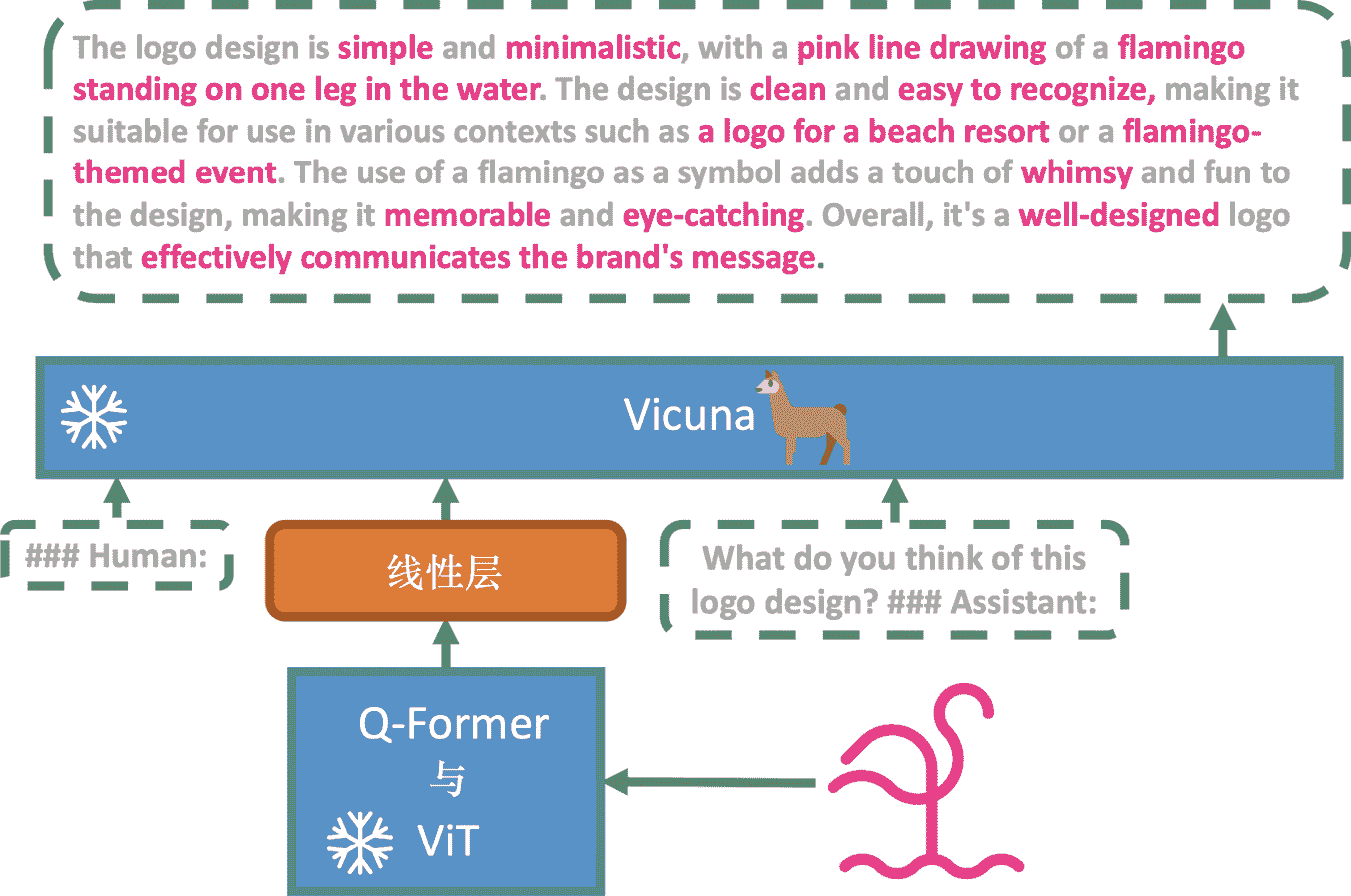 The logo design is simple and minimalistic, with a pink line drawing of a flamingo
standing on one leg in the water. The design is clean and easy to recognize, making it
suitable for use in various contexts such as a logo for a beach resort or a flamingo-
themed event. The use of a flamingo as a symbol adds a touch of whimsy and fun to
the design, making it memorable and eye-catching. Overall, it's a well-designed logo
that effectively communicates the brand's message.
Vicuna
### Human:
线性层
What do you think of this
logo design? ### Assistant:
Q-Former
与
ViT